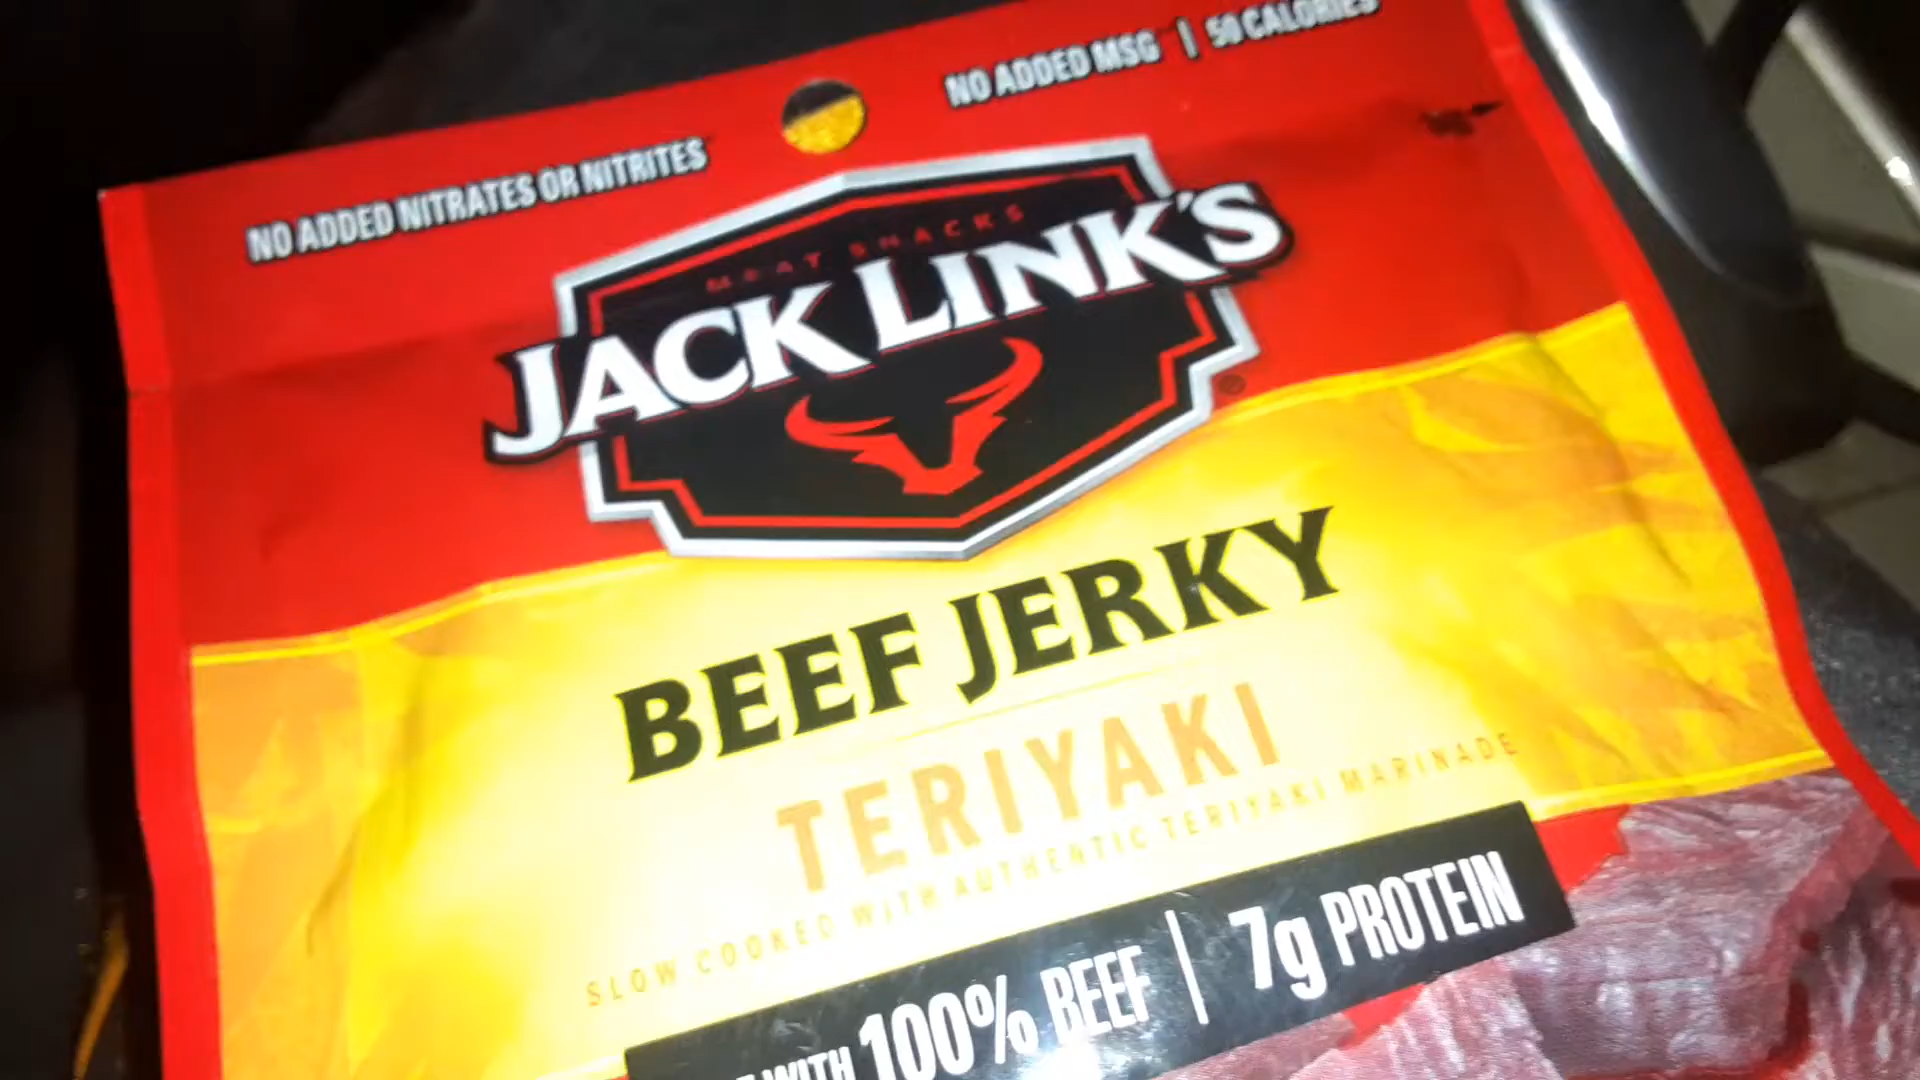 NO ADDED NITRATES OR NITRITES
NO ADDED MSG | 50 CALORIES
MEAT SNACKS
JACK LINK'S
®
BEEF JERKY
TERIYAKI
SLOW COOKED WITH AUTHENTIC TERIYAKI MARINADE
WITH 100% BEEF | 7g PROTEIN